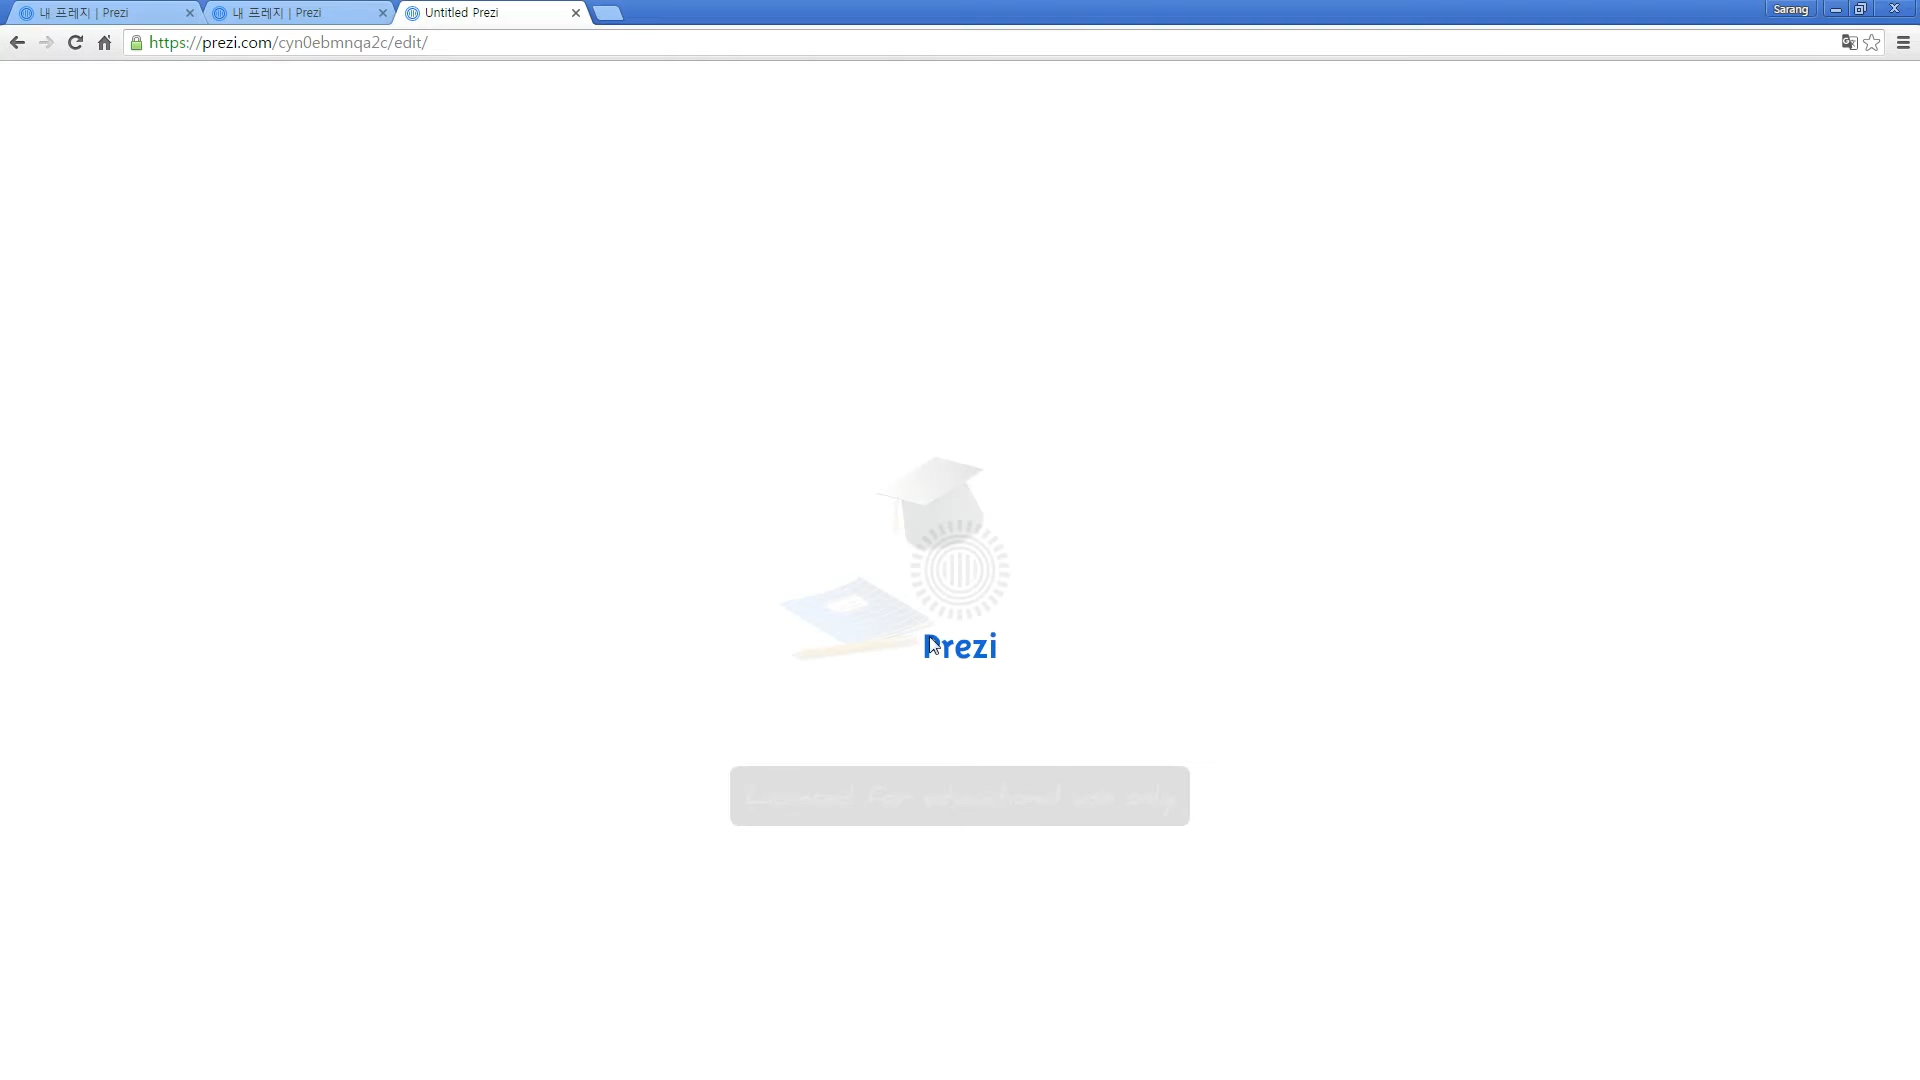 내 프레지 | Prezi
내 프레지 | Prezi
Untitled Prezi
Sarang
https://prezi.com/cyn0ebmnqa2c/edit/
Prezi
Licensed for educational use only